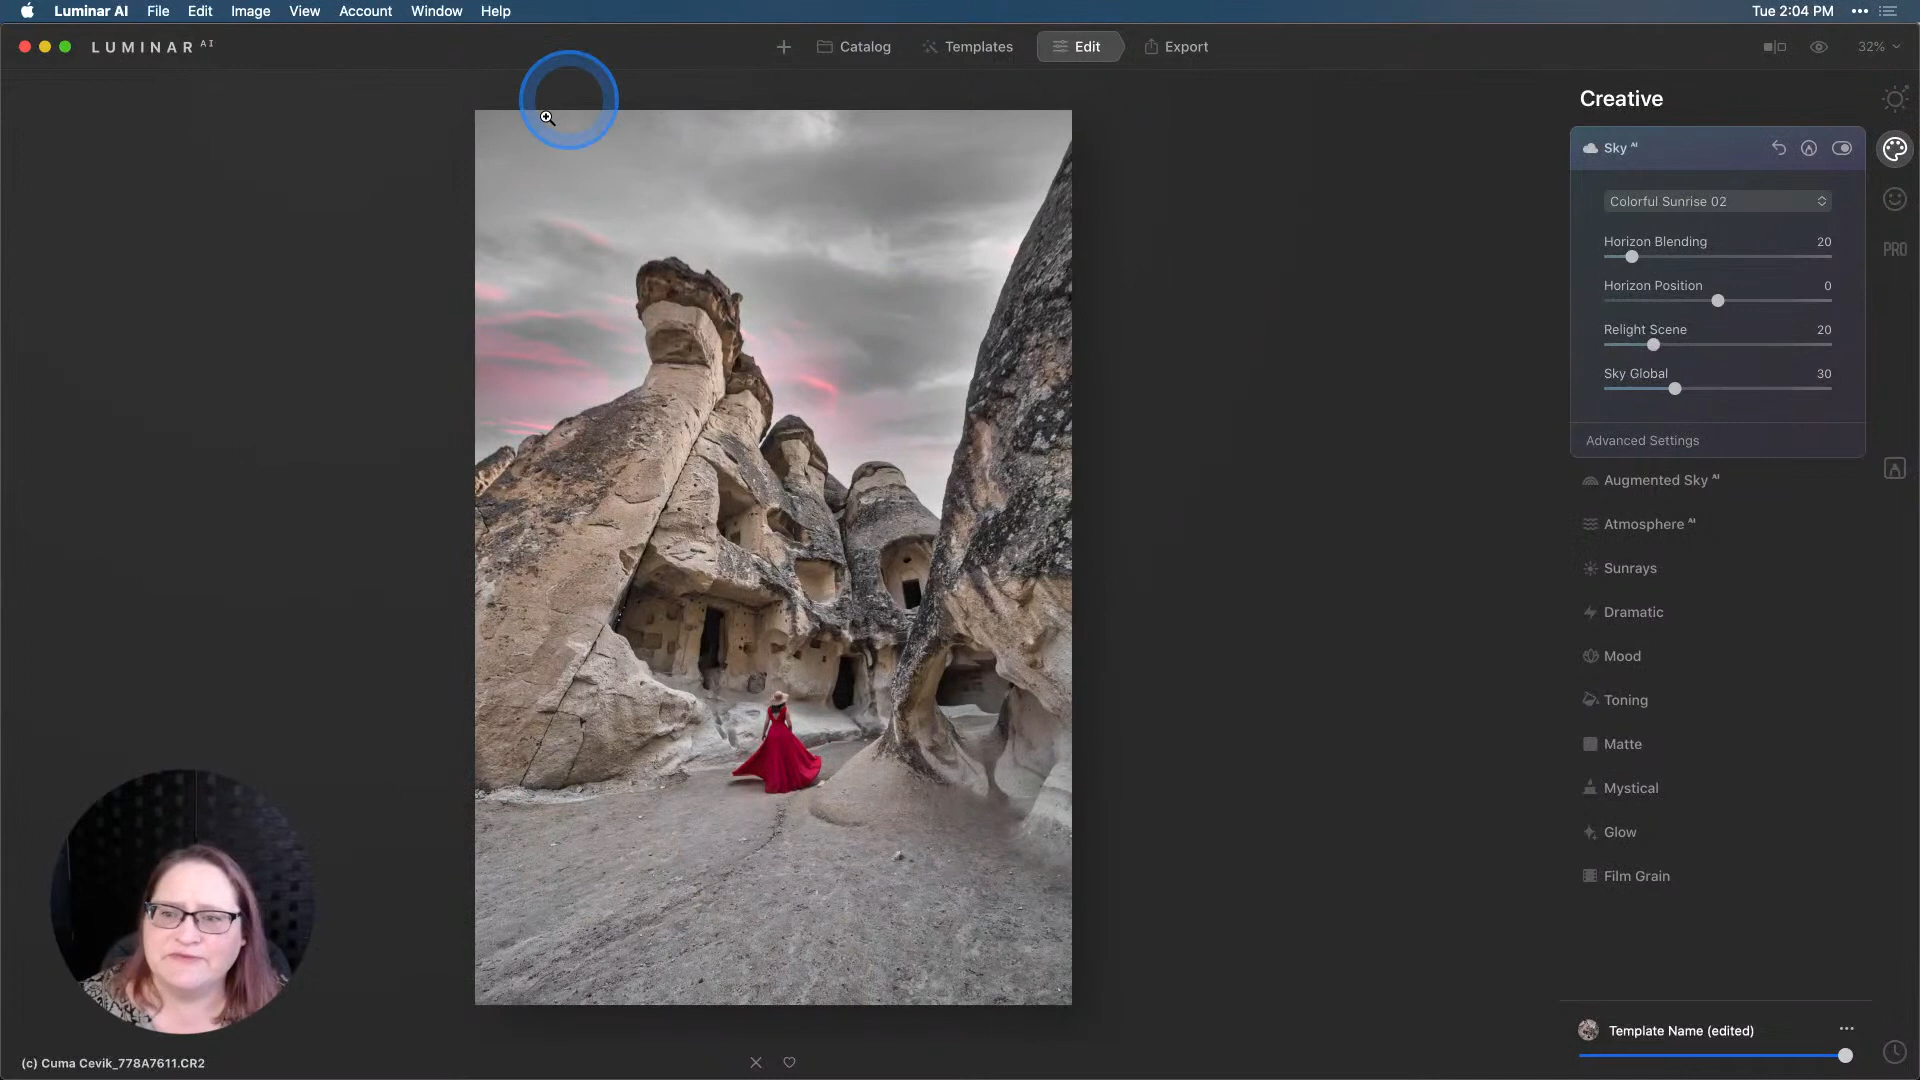 Luminar AI File Edit Image View Account Window Help Tue 2:04 PM
LUMINAR AI Catalog Templates Edit Export 32%
Creative
Sky AI
Colorful Sunrise 02
Horizon Blending 20
Horizon Position 0
Relight Scene 20
Sky Global 30
Advanced Settings
Augmented Sky AI
Atmosphere AI
Sunrays
Dramatic
Mood
Toning
Matte
Mystical
Glow
Film Grain
PRO
Template Name (edited)
(c) Cuma Cevik_778A7611.CR2